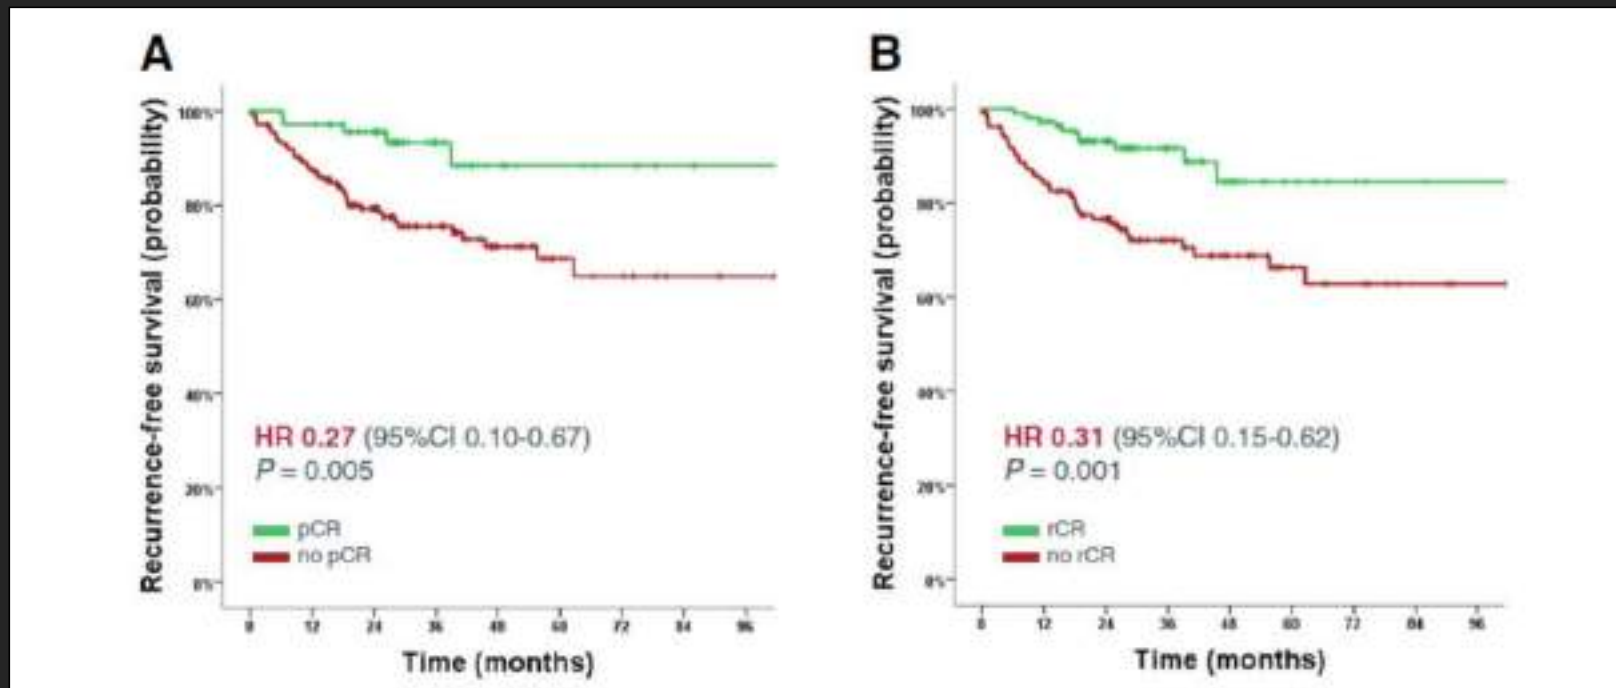 A
Recurrence-free survival (probability)
100%
80%
60%
40%
20%
0%
HR 0.27 (95%CI 0.10-0.67)
P = 0.005
pCR
no pCR
0 12 24 36 48 60 72 84 96
Time (months)
B
Recurrence-free survival (probability)
100%
80%
60%
40%
20%
0%
HR 0.31 (95%CI 0.15-0.62)
P = 0.001
rCR
no rCR
0 12 24 36 48 60 72 84 96
Time (months)